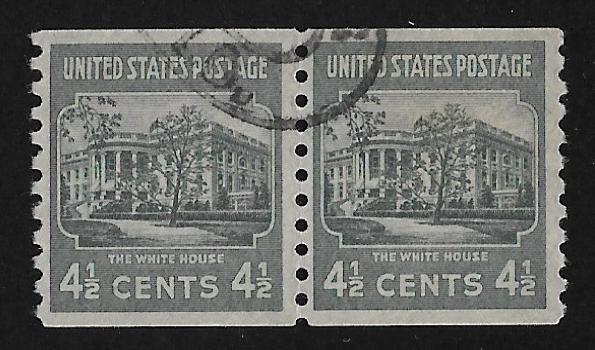 UNITED STATES POSTAGE
THE WHITE HOUSE
4½ CENTS 4½
UNITED STATES POSTAGE
THE WHITE HOUSE
4½ CENTS 4½